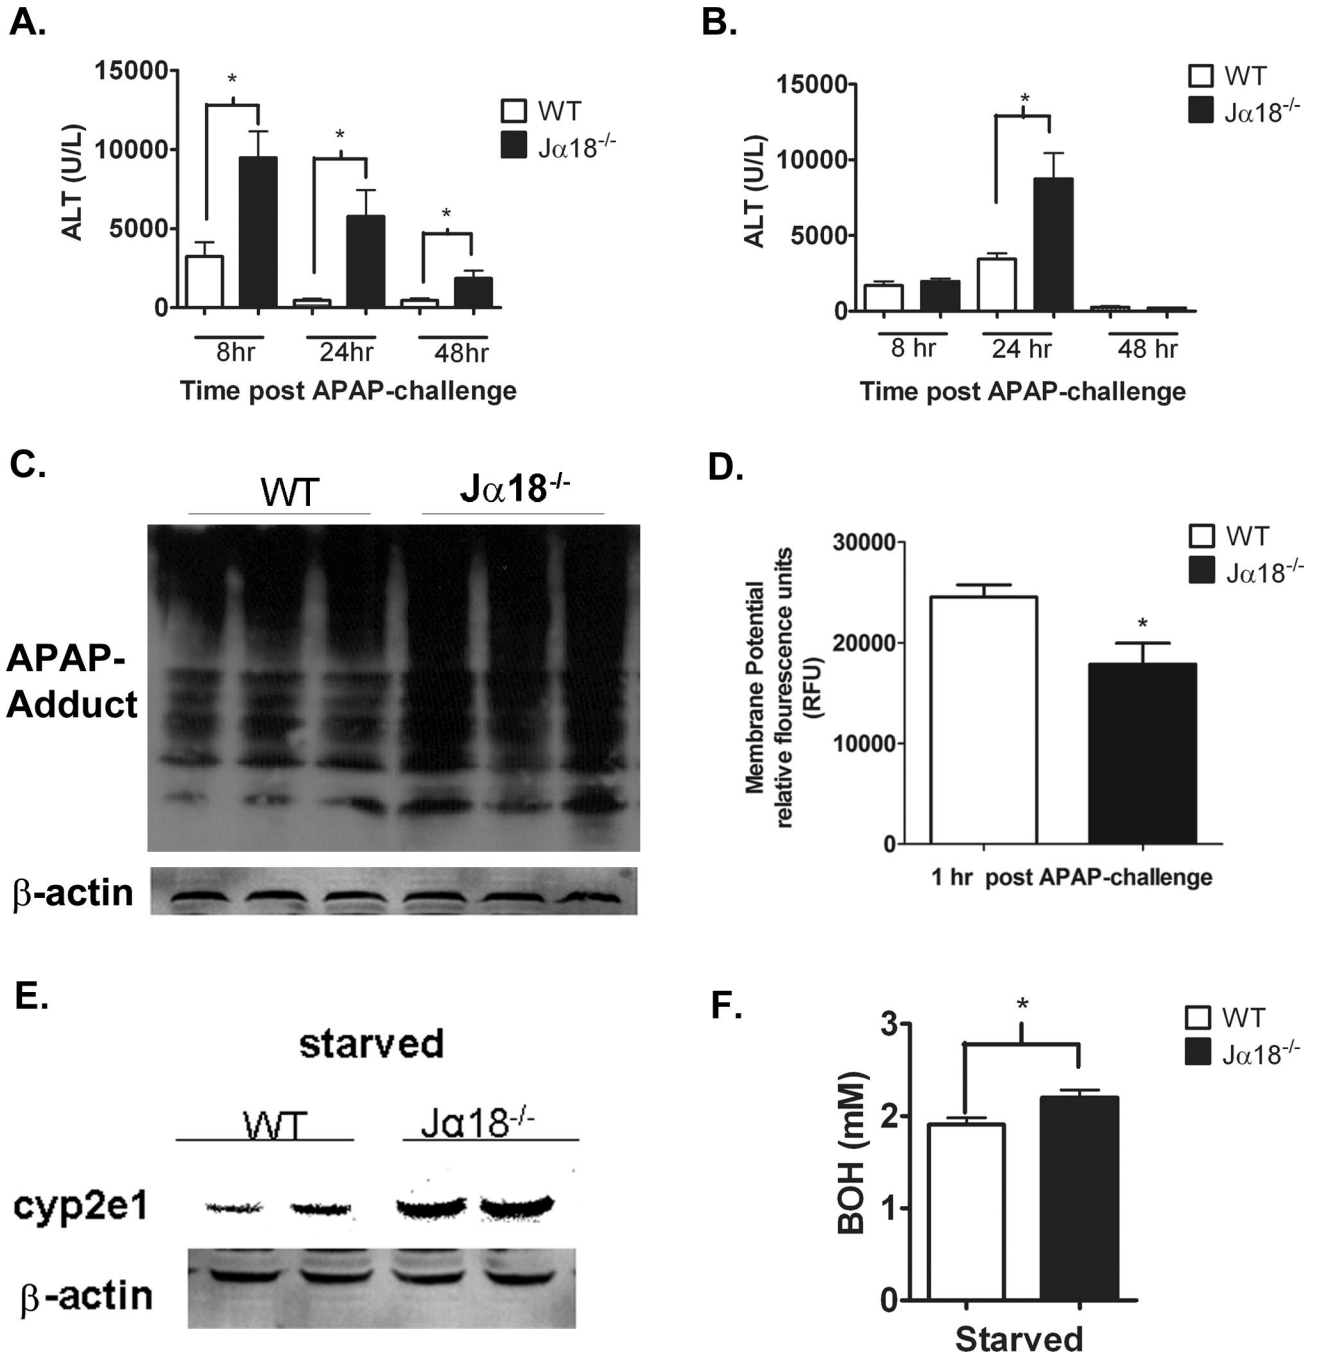 A.
15000
10000
5000
0
ALT (U/L)
*
*
*
WT
Jα18-/-
8hr
24hr
48hr
Time post APAP-challenge
B.
15000
10000
5000
0
ALT (U/L)
*
WT
Jα18-/-
8 hr
24 hr
48 hr
Time post APAP-challenge
C.
WT
Jα18-/-
APAP-
Adduct
β-actin
D.
30000
20000
10000
0
Membrane Potential
relative flourescence units
(RFU)
*
WT
Jα18-/-
1 hr post APAP-challenge
E.
starved
WT
Jα18-/-
cyp2e1
β-actin
F.
3
2
1
0
BOH (mM)
*
WT
Jα18-/-
Starved